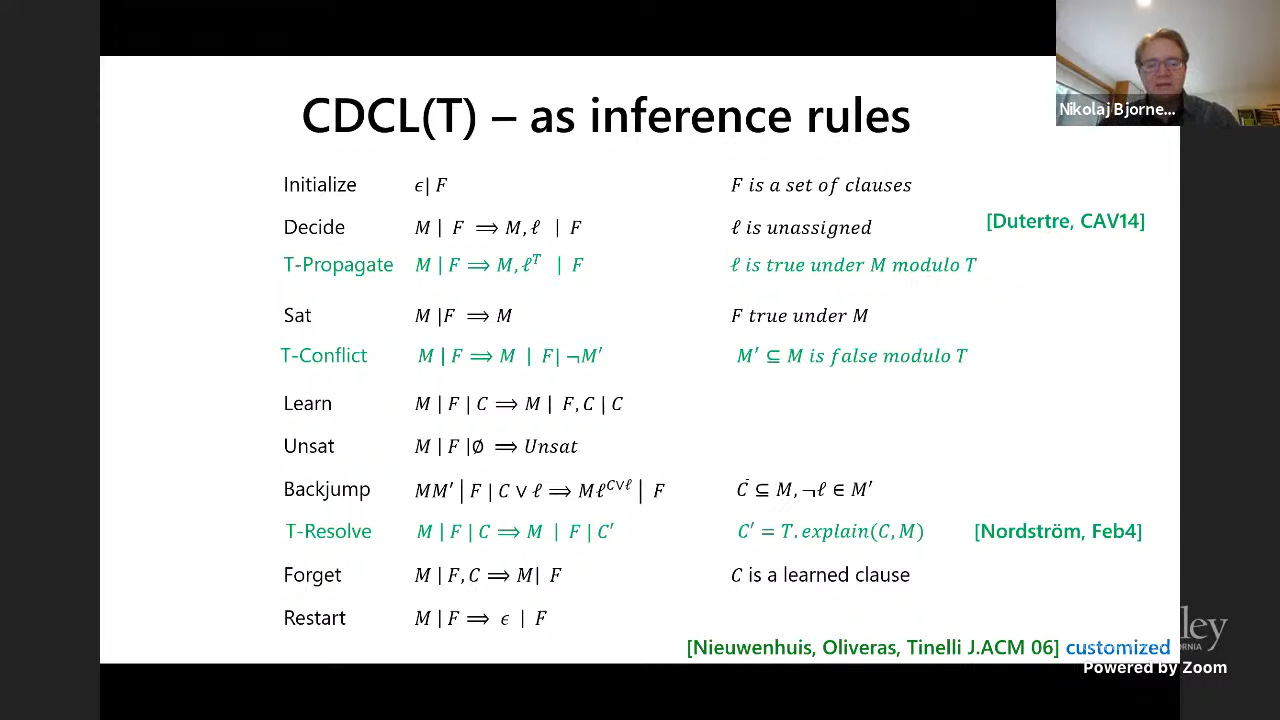 Nikolaj Bjorne...
CDCL(T) – as inference rules
Initialize ϵ| F F is a set of clauses
Decide M | F ⟹ M, ℓ | F ℓ is unassigned [Dutertre, CAV14]
T-Propagate M | F ⟹ M, ℓᵀ | F ℓ is true under M modulo T
Sat M |F ⟹ M F true under M
T-Conflict M | F ⟹ M | F| ¬M′ M′ ⊆ M is false modulo T
Learn M | F | C ⟹ M | F, C | C
Unsat M | F |∅ ⟹ Unsat
Backjump MM′ | F | C ∨ ℓ ⟹ Mℓ^{C∨ℓ} | F C̄ ⊆ M, ¬ℓ ∈ M′
T-Resolve M | F | C ⟹ M | F | C′ C′ = T.explain(C, M) [Nordström, Feb4]
Forget M | F, C ⟹ M| F C is a learned clause
Restart M | F ⟹ ϵ | F
[Nieuwenhuis, Oliveras, Tinelli J.ACM 06] customized
Powered by Zoom